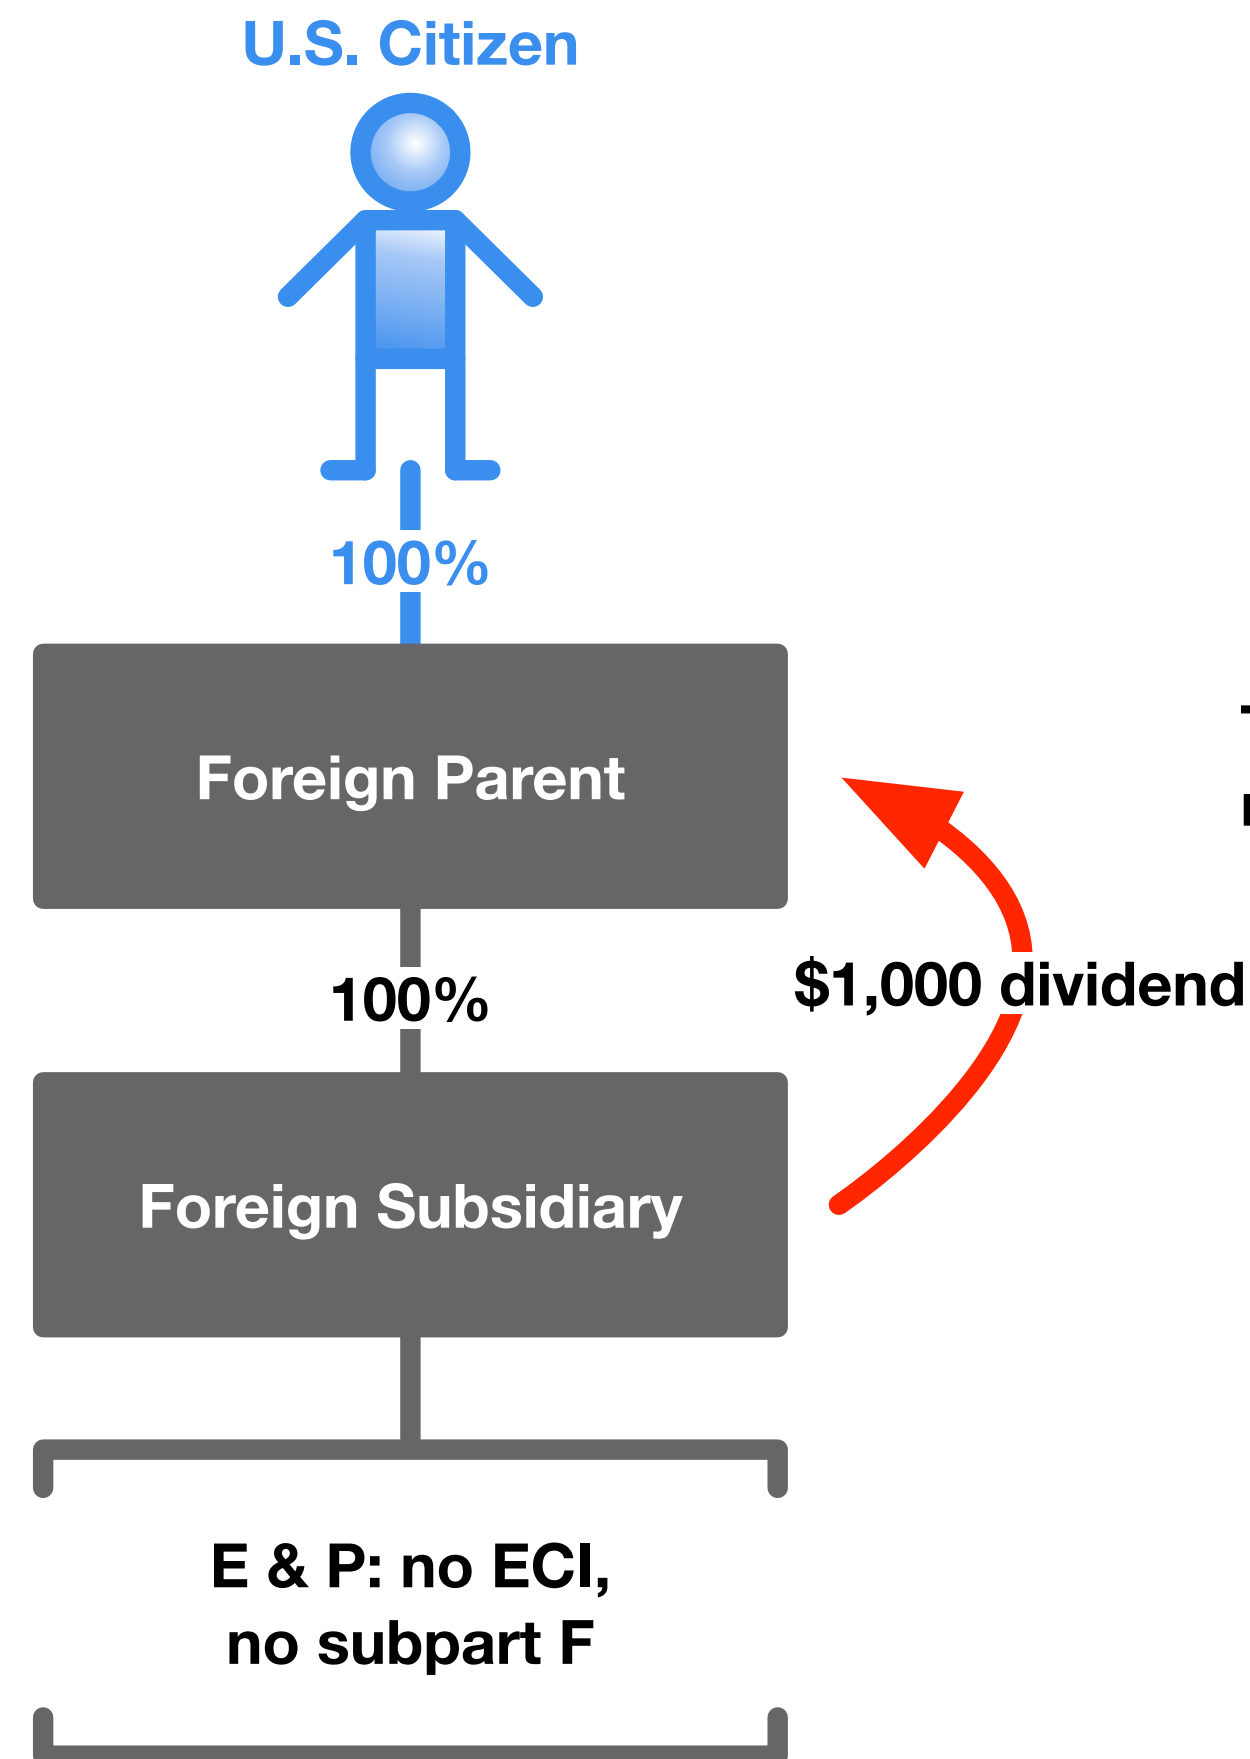 U.S. Citizen
100%
Foreign Parent
100%
$1,000 dividend
Foreign Subsidiary
E & P: no ECI,
no subpart F